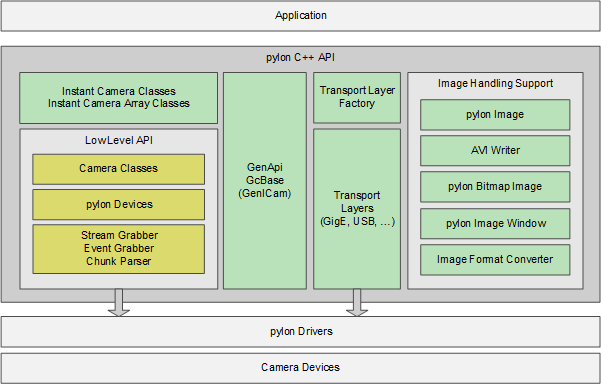 Application
pylon C++ API
Instant Camera Classes
Instant Camera Array Classes
LowLevel API
Camera Classes
pylon Devices
Stream Grabber
Event Grabber
Chunk Parser
GenApi
GcBase
(GenICam)
Transport Layer
Factory
Transport
Layers
(GigE, USB, ...)
Image Handling Support
pylon Image
AVI Writer
pylon Bitmap Image
pylon Image Window
Image Format Converter
pylon Drivers
Camera Devices